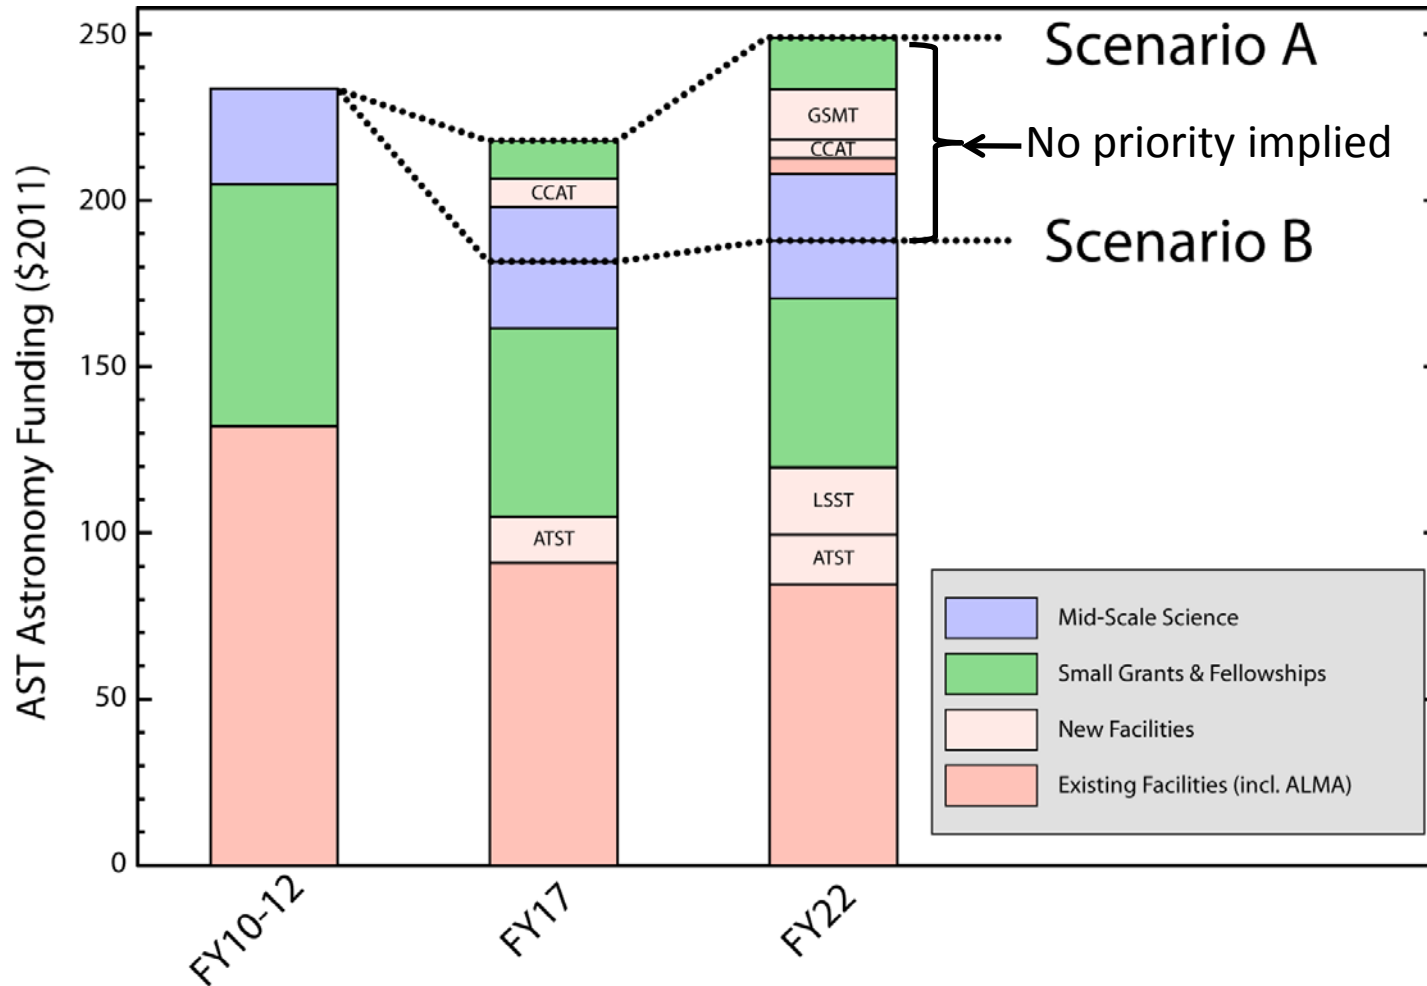 AST Astronomy Funding ($2011)
250
200
150
100
50
0
Scenario A
No priority implied
Scenario B
GSMT
CCAT
CCAT
LSST
ATST
ATST
Mid-Scale Science
Small Grants & Fellowships
New Facilities
Existing Facilities (incl. ALMA)
FY10-12
FY17
FY22